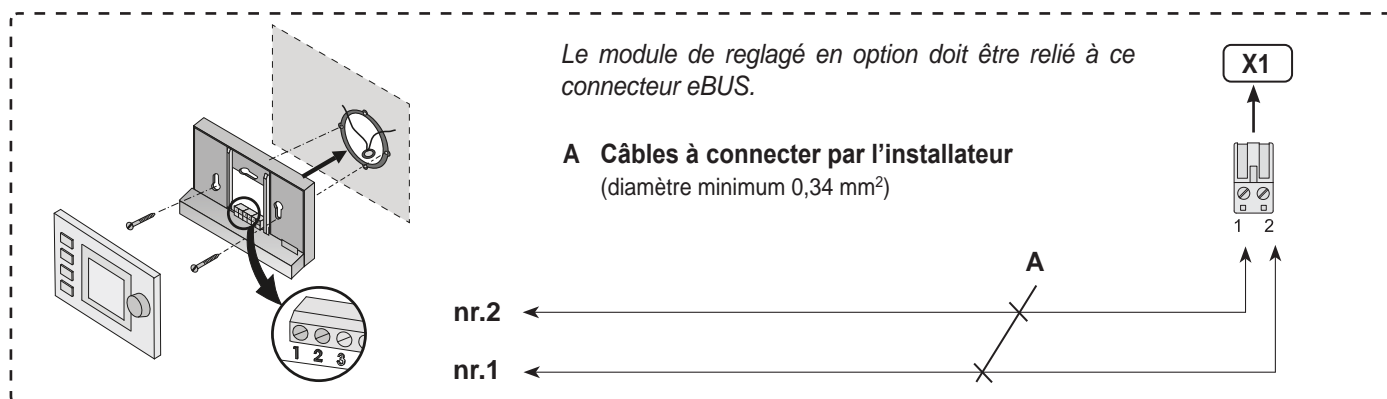 Le module de reglagé en option doit être relié à ce
connecteur eBUS.
X1
A Câbles à connecter par l'installateur
(diamètre minimum 0,34 mm²)
1 2
A
nr.2
nr.1
1 2 3